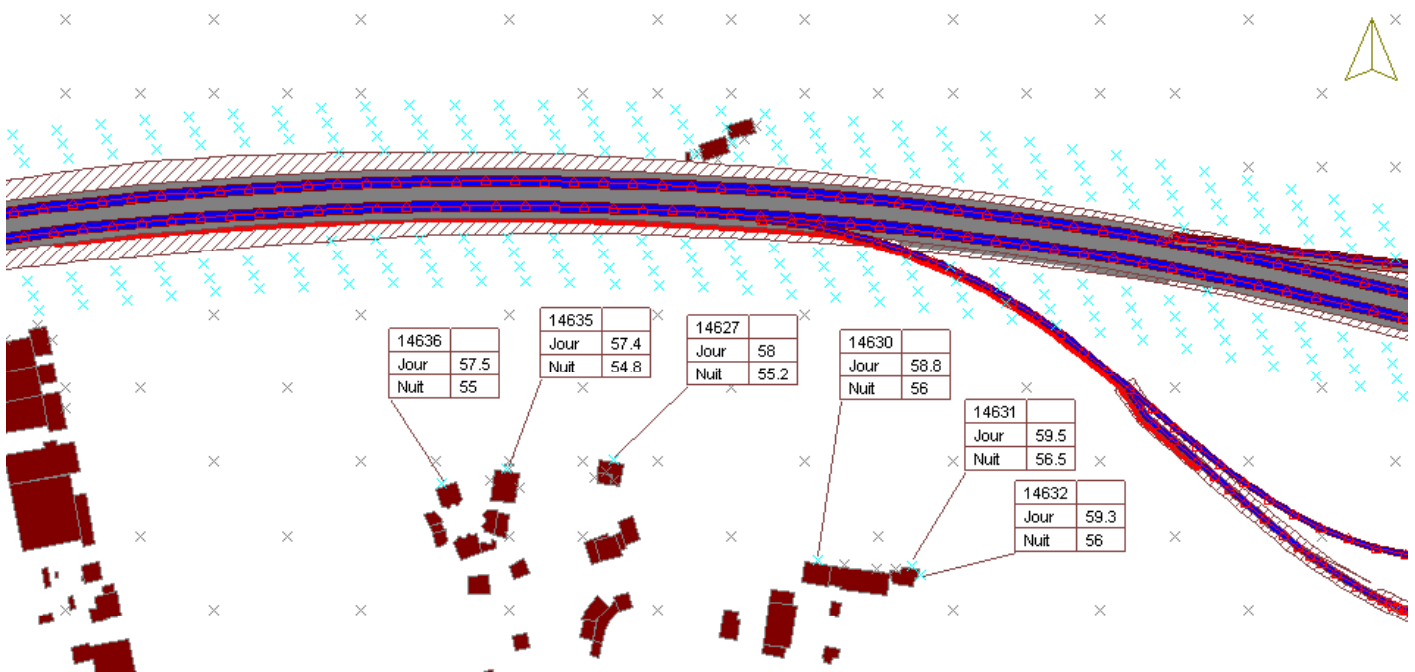 14636
Jour 57.5
Nuit 55
14635
Jour 57.4
Nuit 54.8
14627
Jour 58
Nuit 55.2
14630
Jour 58.8
Nuit 56
14631
Jour 59.5
Nuit 56.5
14632
Jour 59.3
Nuit 56